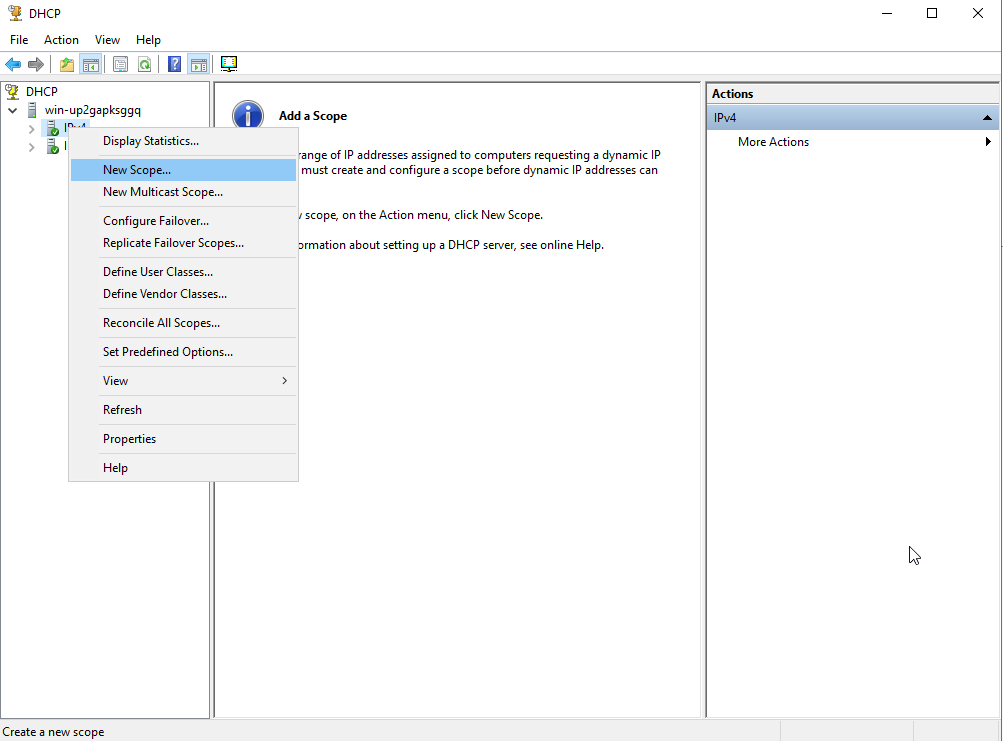 DHCP
File Action View Help
DHCP
win-up2gapksggq
IPv4
Display Statistics...
New Scope...
New Multicast Scope...
Configure Failover...
Replicate Failover Scopes...
Define User Classes...
Define Vendor Classes...
Reconcile All Scopes...
Set Predefined Options...
View
Refresh
Properties
Help
Add a Scope
range of IP addresses assigned to computers requesting a dynamic IP
must create and configure a scope before dynamic IP addresses can
scope, on the Action menu, click New Scope.
about setting up a DHCP server, see online Help.
Actions
IPv4
More Actions
Create a new scope